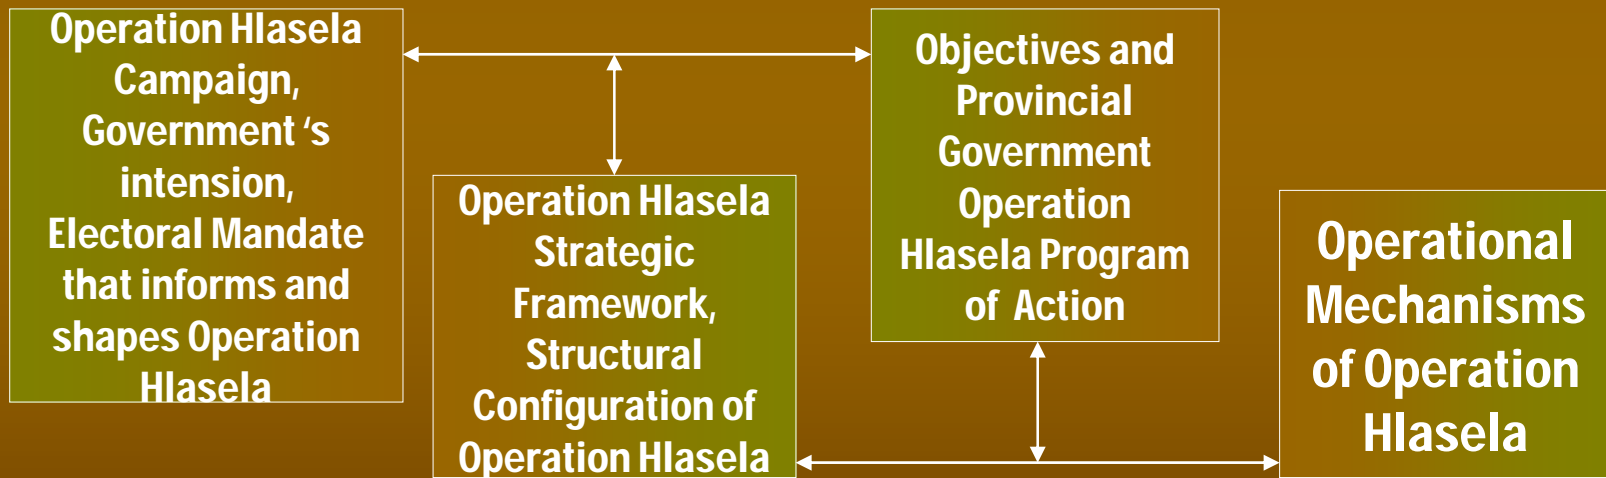 Operation Hlasela
Campaign,
Government ‘s
intension,
Electoral Mandate
that informs and
shapes Operation
Hlasela
Operation Hlasela
Strategic
Framework,
Structural
Configuration of
Operation Hlasela
Objectives and
Provincial
Government
Operation
Hlasela Program
of Action
Operational
Mechanisms
of Operation
Hlasela